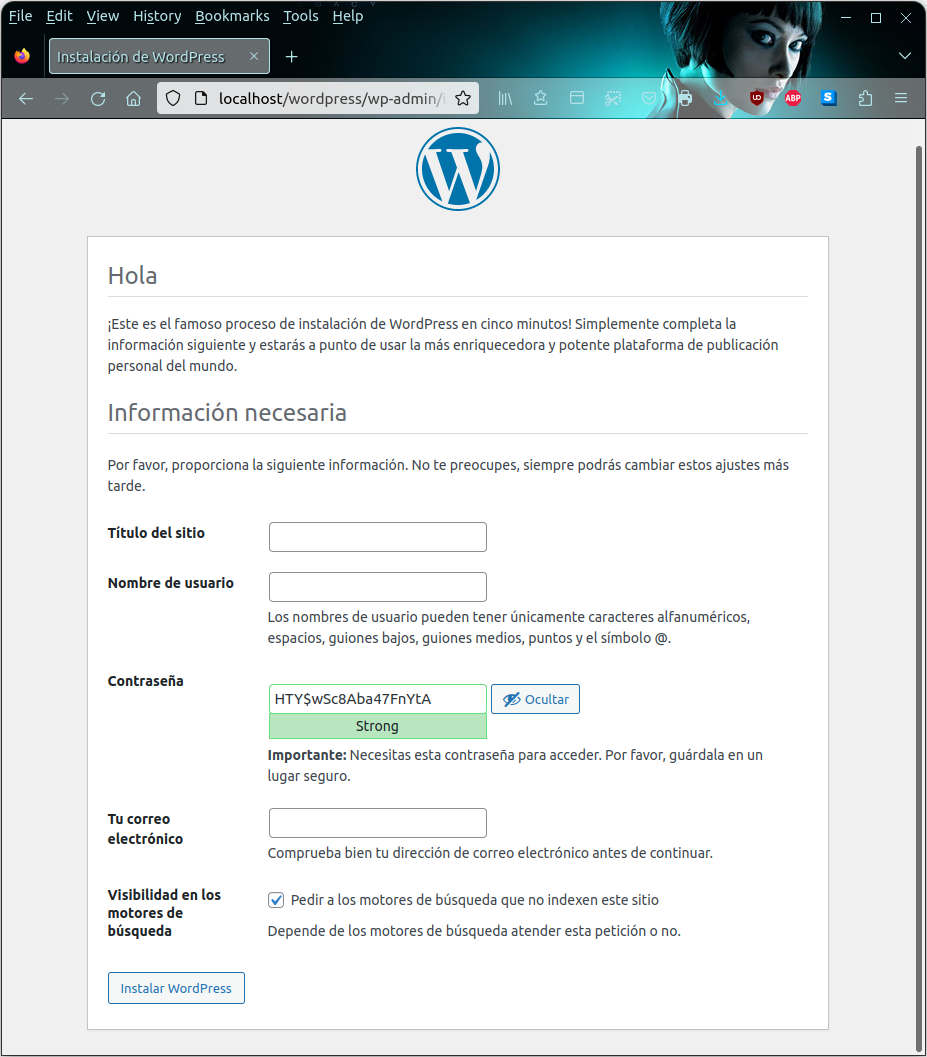 File Edit View History Bookmarks Tools Help
Instalación de WordPress
localhost/wordpress/wp-admin/
UD ABP S
W
Hola
¡Este es el famoso proceso de instalación de WordPress en cinco minutos! Simplemente completa la
información siguiente y estarás a punto de usar la más enriquecedora y potente plataforma de publicación
personal del mundo.
Información necesaria
Por favor, proporciona la siguiente información. No te preocupes, siempre podrás cambiar estos ajustes más
tarde.
Título del sitio
Nombre de usuario
Los nombres de usuario pueden tener únicamente caracteres alfanuméricos,
espacios, guiones bajos, guiones medios, puntos y el símbolo @.
Contraseña
HTY$wSc8Aba47FnYtA Ocultar
Strong
Importante: Necesitas esta contraseña para acceder. Por favor, guárdala en un
lugar seguro.
Tu correo
electrónico
Comprueba bien tu dirección de correo electrónico antes de continuar.
Visibilidad en los
motores de
búsqueda
Pedir a los motores de búsqueda que no indexen este sitio
Depende de los motores de búsqueda atender esta petición o no.
Instalar WordPress